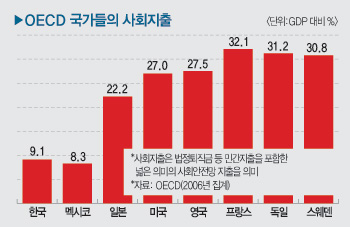 ▶OECD 국가들의 사회지출
〈단위:GDP 대비 %〉
9.1
8.3
22.2
27.0
27.5
32.1
31.2
30.8
*사회지출은 법정퇴직금 등 민간지출을 포함한
넓은 의미의 사회안전망 지출을 의미
*자료: OECD(2006년 집계)
한국
멕시코
일본
미국
영국
프랑스
독일
스웨덴